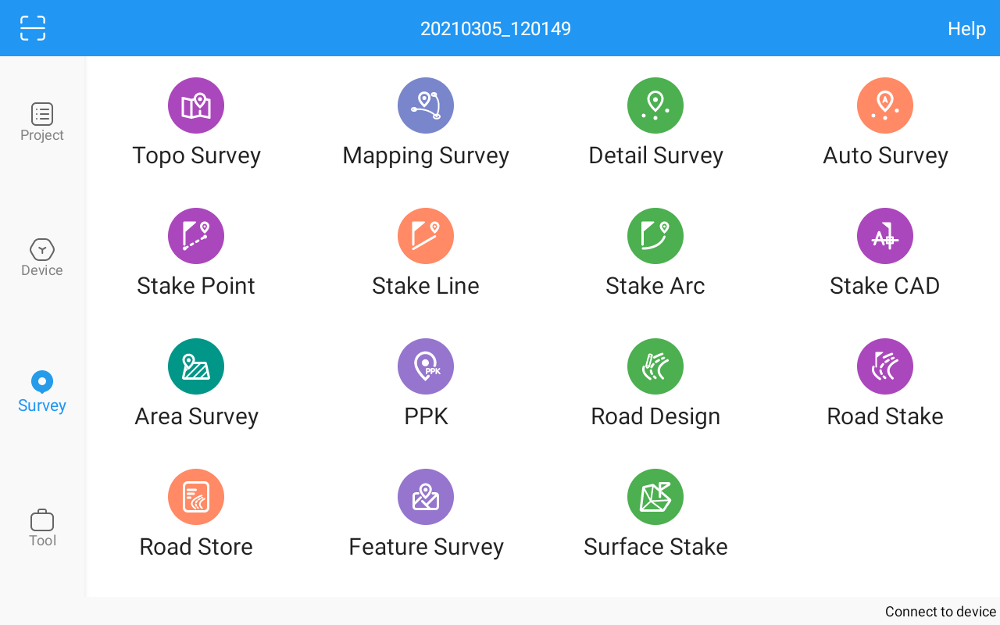 20210305_120149
Help
Project
Device
Survey
Tool
Topo Survey
Mapping Survey
Detail Survey
A
Auto Survey
Stake Point
Stake Line
Stake Arc
Stake CAD
Area Survey
PPK
PPK
Road Design
Road Stake
Road Store
Feature Survey
Surface Stake
Connect to device